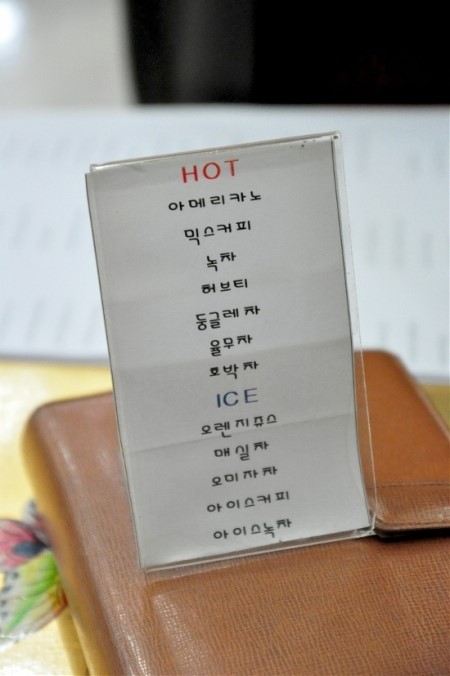 HOT
아메리카노
믹스커피
녹차
허브티
둥글레차
율무차
호박차
ICE
오렌지쥬스
매실차
오미자차
아이스커피
아이스녹차